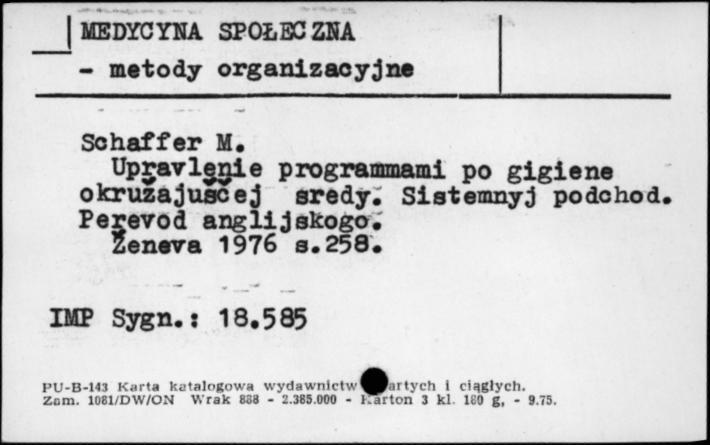 MEDYCYNA SPOŁECZNA
- metody organizacyjne
Schaffer M.
Upravlenie programmami po gigiene
okružajuščej sredy. Sistemnyj podchod.
Perevod anglijskogo.
Ženeva 1976 s.258.
IMP Sygn.: 18.585
PU-B-143 Karta katalogowa wydawnictw artych i ciągłych.
Zam. 1081/DW/ON Wrak 888 - 2.385.000 - Karton 3 kl. 180 g, - 9.75.